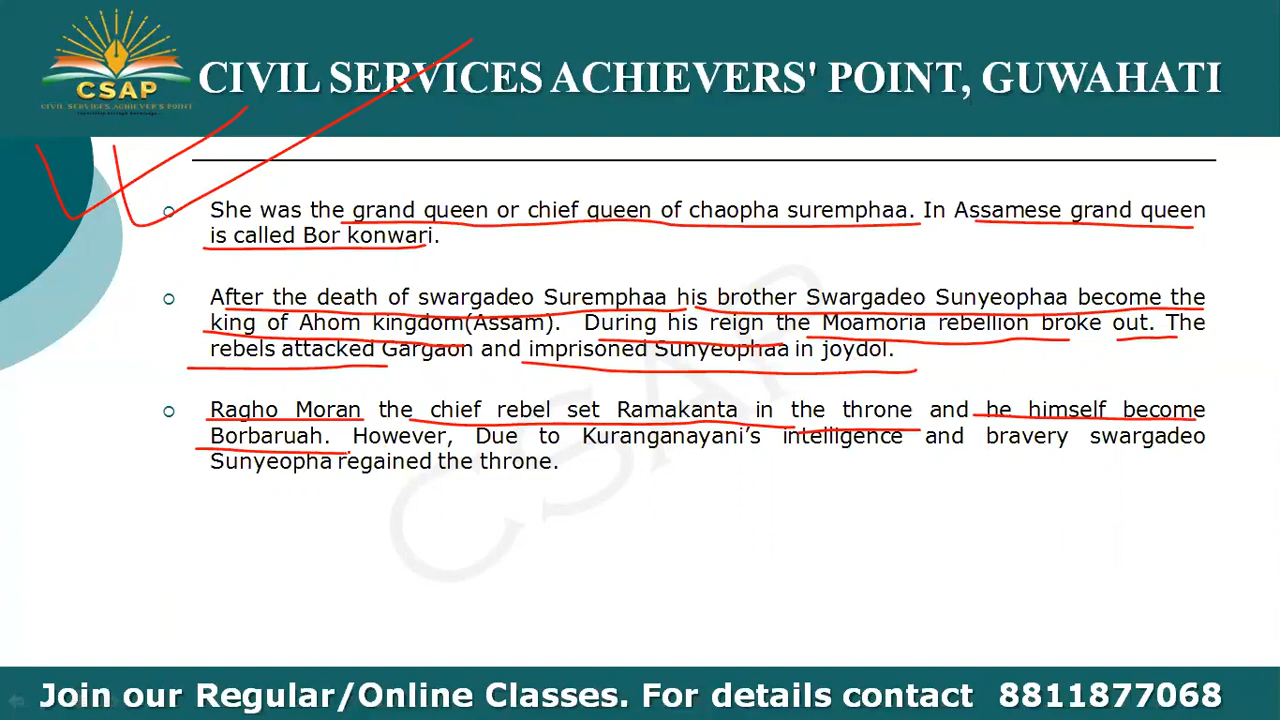 CSAP
CIVIL SERVICES ACHIEVER'S POINT
CIVIL SERVICES ACHIEVERS' POINT, GUWAHATI
She was the grand queen or chief queen of chaopha suremphaa. In Assamese grand queen
is called Bor konwari.
After the death of swargadeo Suremphaa his brother Swargadeo Sunyeophaa become the
king of Ahom kingdom(Assam). During his reign the Moamoria rebellion broke out. The
rebels attacked Gargaon and imprisoned Sunyeophaa in joydol.
Ragho Moran the chief rebel set Ramakanta in the throne and he himself become
Borbaruah. However, Due to Kuranganayani's intelligence and bravery swargadeo
Sunyeopha regained the throne.
CSAP
Join our Regular/Online Classes. For details contact 8811877068